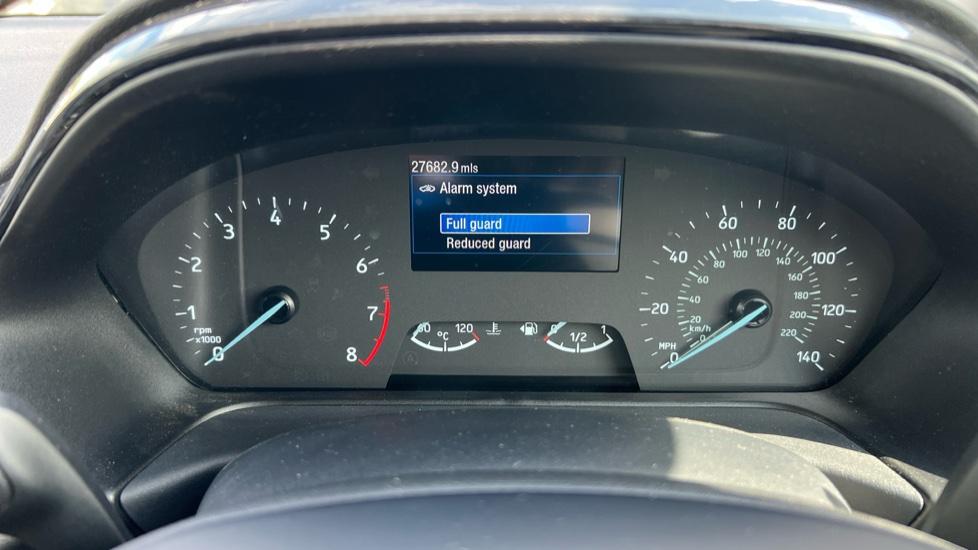 27682.9 mls
Alarm system
Full guard
Reduced guard
0 1 2 3 4 5 6 7 8
rpm
x1000
60 120
°C
0 1/2 1
0 20 40 60 80 100 120 140
MPH
0 20 40 60 80 100 120 140 160 180 200 220
km/h